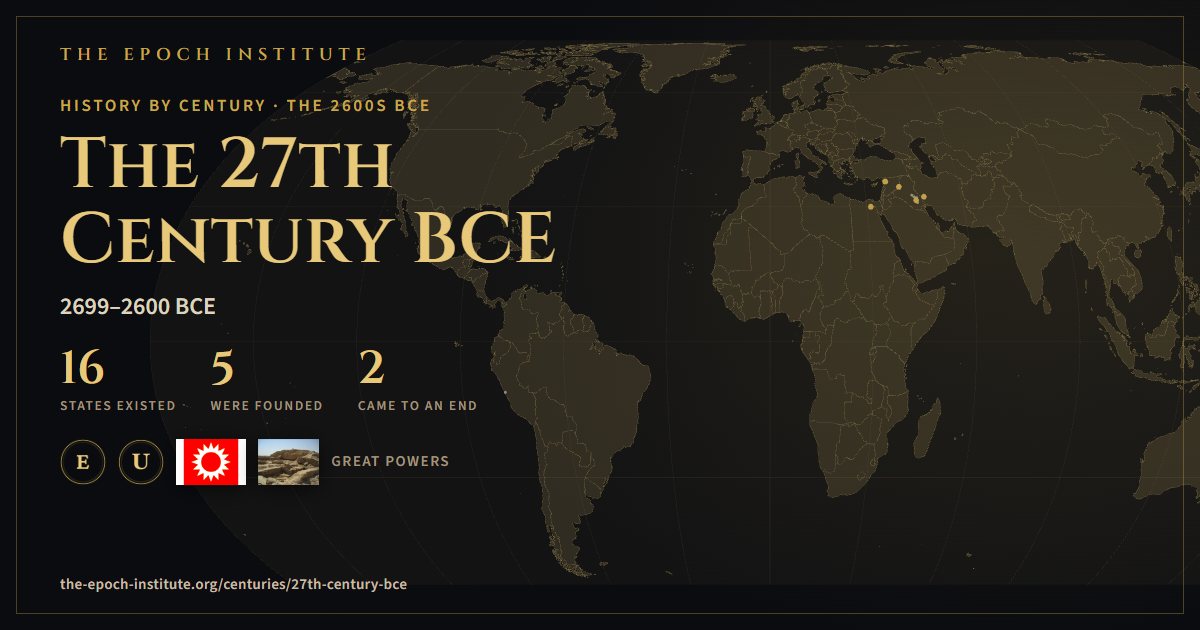 THE EPOCH INSTITUTE
HISTORY BY CENTURY · THE 2600S BCE
THE 27TH
CENTURY BCE
2699–2600 BCE
16 5 2
STATES EXISTED WERE FOUNDED CAME TO AN END
E U GREAT POWERS
the-epoch-institute.org/centuries/27th-century-bce